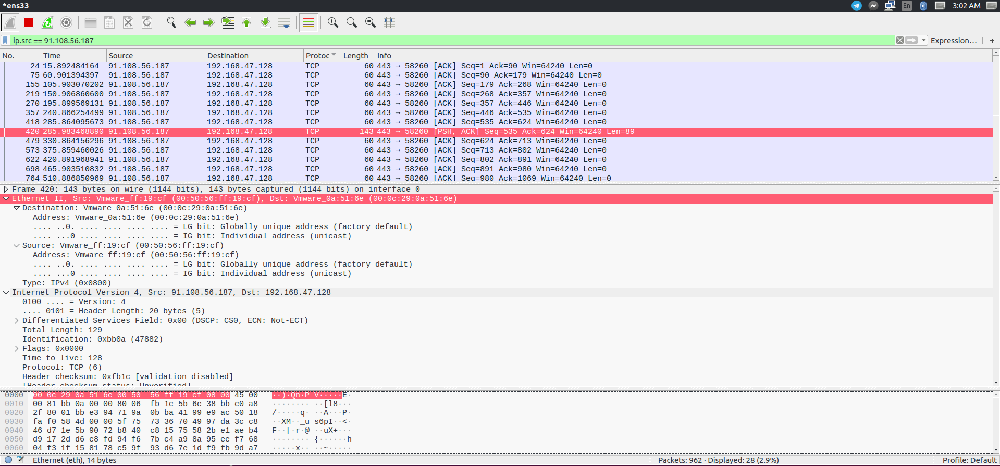 *ens33
En
3:02 AM
ip.src == 91.108.56.187
Expression…
+
No. Time Source Destination Protoc Length Info
24 15.892484164 91.108.56.187 192.168.47.128 TCP 60 443 → 58260 [ACK] Seq=1 Ack=90 Win=64240 Len=0
75 60.901394397 91.108.56.187 192.168.47.128 TCP 60 443 → 58260 [ACK] Seq=90 Ack=179 Win=64240 Len=0
155 105.903070202 91.108.56.187 192.168.47.128 TCP 60 443 → 58260 [ACK] Seq=179 Ack=268 Win=64240 Len=0
219 150.906860600 91.108.56.187 192.168.47.128 TCP 60 443 → 58260 [ACK] Seq=268 Ack=357 Win=64240 Len=0
270 195.899569131 91.108.56.187 192.168.47.128 TCP 60 443 → 58260 [ACK] Seq=357 Ack=446 Win=64240 Len=0
357 240.866254499 91.108.56.187 192.168.47.128 TCP 60 443 → 58260 [ACK] Seq=446 Ack=535 Win=64240 Len=0
418 285.864095673 91.108.56.187 192.168.47.128 TCP 60 443 → 58260 [ACK] Seq=535 Ack=624 Win=64240 Len=0
420 285.983468890 91.108.56.187 192.168.47.128 TCP 143 443 → 58260 [PSH, ACK] Seq=535 Ack=624 Win=64240 Len=89
479 330.864156296 91.108.56.187 192.168.47.128 TCP 60 443 → 58260 [ACK] Seq=624 Ack=713 Win=64240 Len=0
573 375.859460026 91.108.56.187 192.168.47.128 TCP 60 443 → 58260 [ACK] Seq=713 Ack=802 Win=64240 Len=0
622 420.891968941 91.108.56.187 192.168.47.128 TCP 60 443 → 58260 [ACK] Seq=802 Ack=891 Win=64240 Len=0
698 465.903510832 91.108.56.187 192.168.47.128 TCP 60 443 → 58260 [ACK] Seq=891 Ack=980 Win=64240 Len=0
764 510.886850969 91.108.56.187 192.168.47.128 TCP 60 443 → 58260 [ACK] Seq=980 Ack=1069 Win=64240 Len=0
Frame 420: 143 bytes on wire (1144 bits), 143 bytes captured (1144 bits) on interface 0
Ethernet II, Src: Vmware_ff:19:cf (00:50:56:ff:19:cf), Dst: Vmware_0a:51:6e (00:0c:29:0a:51:6e)
Destination: Vmware_0a:51:6e (00:0c:29:0a:51:6e)
Address: Vmware_0a:51:6e (00:0c:29:0a:51:6e)
.... ..0. .... .... .... .... = LG bit: Globally unique address (factory default)
.... ...0 .... .... .... .... = IG bit: Individual address (unicast)
Source: Vmware_ff:19:cf (00:50:56:ff:19:cf)
Address: Vmware_ff:19:cf (00:50:56:ff:19:cf)
.... ..0. .... .... .... .... = LG bit: Globally unique address (factory default)
.... ...0 .... .... .... .... = IG bit: Individual address (unicast)
Type: IPv4 (0x0800)
Internet Protocol Version 4, Src: 91.108.56.187, Dst: 192.168.47.128
0100 .... = Version: 4
.... 0101 = Header Length: 20 bytes (5)
Differentiated Services Field: 0x00 (DSCP: CS0, ECN: Not-ECT)
Total Length: 129
Identification: 0xbb0a (47882)
Flags: 0x0000
Time to live: 128
Protocol: TCP (6)
Header checksum: 0xfb1c [validation disabled]
[Header checksum status: Unverified]
0000 00 0c 29 0a 51 6e 00 50 56 ff 19 cf 08 00 45 00 ··)·Qn·P V·····E·
0010 00 81 bb 0a 00 00 80 06 fb 1c 5b 6c 38 bb c0 a8 ········ ··[l8···
0020 2f 80 01 bb e3 94 71 9a 0b ba 41 99 e9 ac 50 18 /·····q· ··A···P·
0030 fa f0 58 4d 00 00 5f 75 73 36 70 49 97 da 3c c8 ··XM··_u s6pI··<·
0040 46 d7 1e 5b 90 72 b8 40 c8 15 75 58 2b e1 ae b4 F··[·r·@ ··uX+···
0050 d9 17 2d d6 e8 fd 94 f6 7b c4 a9 8a 95 ee f7 68 ··-····· {······h
0060 04 f3 1f 15 81 78 c5 9f 93 d6 7e 1d f9 fb 9d a7 ·····x·· ··~·····
Ethernet (eth), 14 bytes
Packets: 962 · Displayed: 28 (2.9%)
Profile: Default